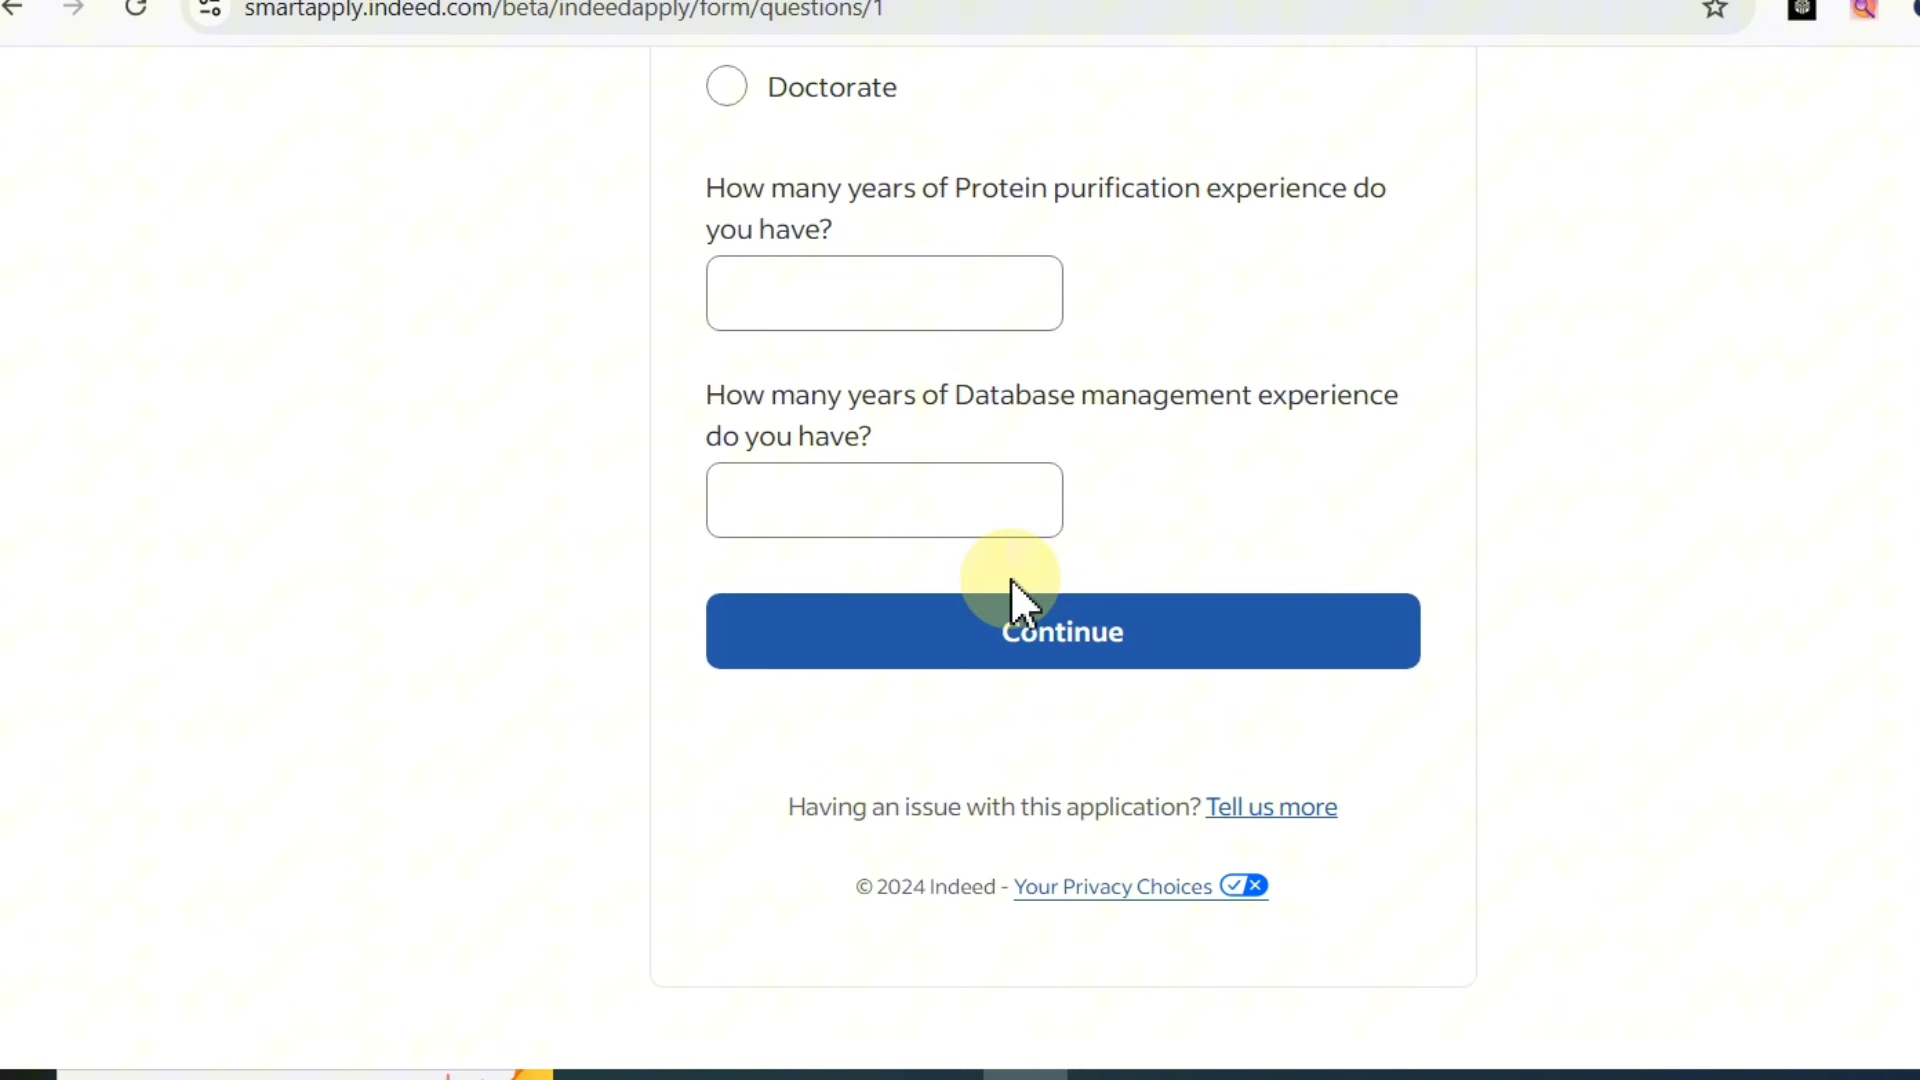 smartapply.indeed.com/beta/indeedapply/form/questions/1
Doctorate
How many years of Protein purification experience do
you have?
How many years of Database management experience
do you have?
Continue
Having an issue with this application? Tell us more
© 2024 Indeed - Your Privacy Choices